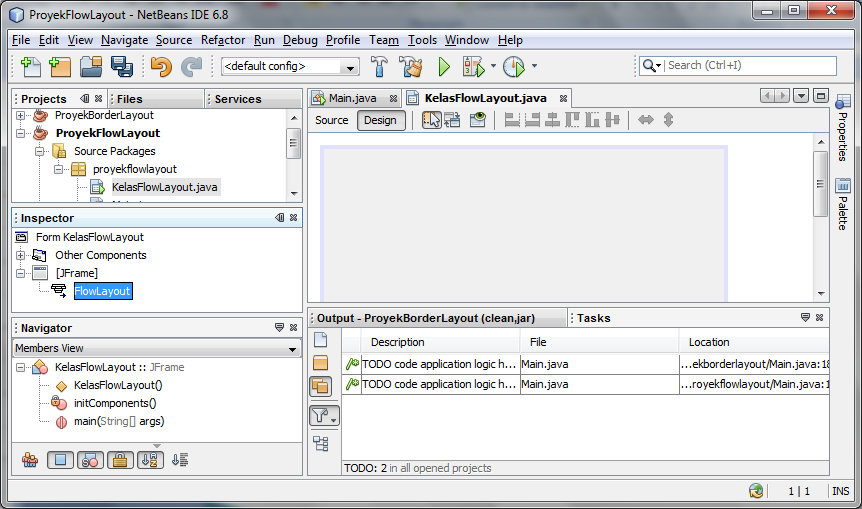 ProyekFlowLayout - NetBeans IDE 6.8
File Edit View Navigate Source Refactor Run Debug Profile Team Tools Window Help
<default config>
Search (Ctrl+I)
Projects Files Services
ProyekBorderLayout
ProyekFlowLayout
Source Packages
proyekflowlayout
KelasFlowLayout.java
Main.java KelasFlowLayout.java
Source Design
Properties
Palette
Inspector
Form KelasFlowLayout
Other Components
[JFrame]
FlowLayout
Navigator
Members View
KelasFlowLayout :: JFrame
KelasFlowLayout()
initComponents()
main(String[] args)
Output - ProyekBorderLayout (clean,jar) Tasks
Description File Location
TODO code application logic h... Main.java ...ekborderlayout/Main.java:18
TODO code application logic h... Main.java ...royekflowlayout/Main.java:1
TODO: 2 in all opened projects
1 | 1 INS